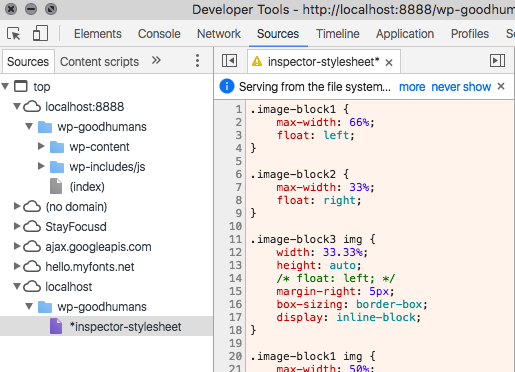 Developer Tools - http://localhost:8888/wp-goodhum
Elements Console Network Sources Timeline Application Profiles S
Sources Content scripts » inspector-stylesheet* ×
Serving from the file system... more never show ×
top
localhost:8888
wp-goodhumans
wp-content
wp-includes/js
(index)
(no domain)
StayFocusd
ajax.googleapis.com
hello.myfonts.net
localhost
wp-goodhumans
*inspector-stylesheet
1 .image-block1 {
2 max-width: 66%;
3 float: left;
4 }
5
6 .image-block2 {
7 max-width: 33%;
8 float: right;
9 }
10
11 .image-block3 img {
12 width: 33.33%;
13 height: auto;
14 /* float: left; */
15 margin-right: 5px;
16 box-sizing: border-box;
17 display: inline-block;
18 }
19
20 .image-block1 img {
21 max-width: 50%;